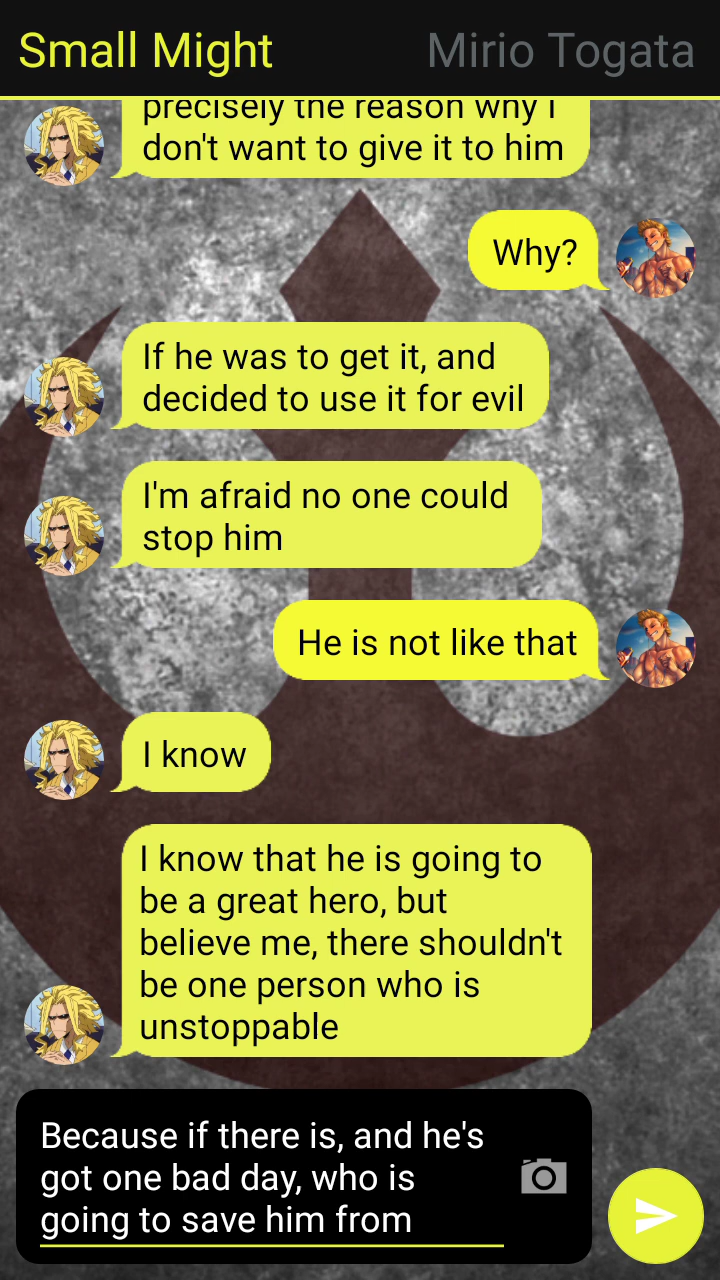 Small Might
Mirio Togata
precisely the reason why I
don't want to give it to him
Why?
If he was to get it, and
decided to use it for evil
I'm afraid no one could
stop him
He is not like that
I know
I know that he is going to
be a great hero, but
believe me, there shouldn't
be one person who is
unstoppable
Because if there is, and he's
got one bad day, who is
going to save him from